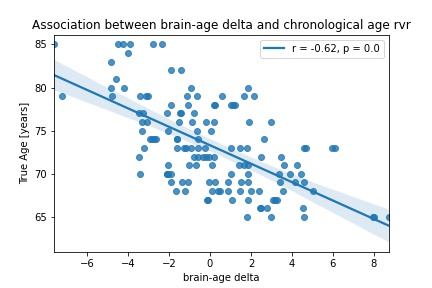 Association between brain-age delta and chronological age rvr
r = -0.62, p = 0.0
True Age [years]
85
80
75
70
65
−6 −4 −2 0 2 4 6 8
brain-age delta